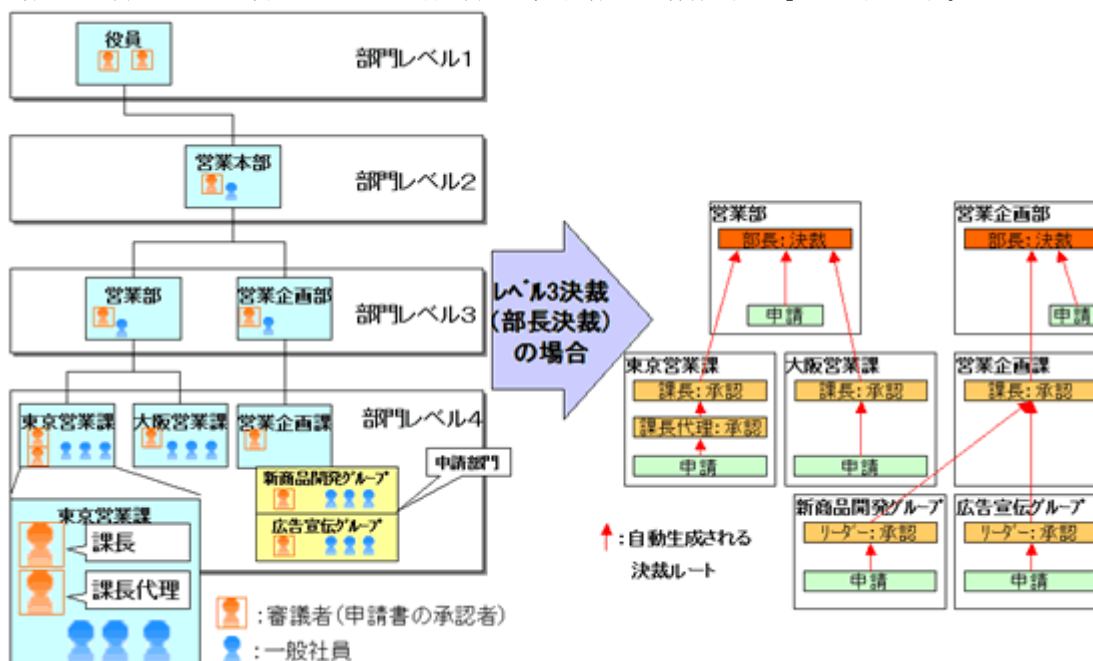 役員
部門レベル1
営業本部
部門レベル2
営業部
営業企画部
部門レベル3
東京営業課
大阪営業課
営業企画課
部門レベル4
申請部門
新商品開発グループ
広告宣伝グループ
東京営業課
課長
課長代理
:審議者(申請書の承認者)
:一般社員
レベル3決裁
(部長決裁)
の場合
営業部
部長:決裁
申請
営業企画部
部長:決裁
申請
東京営業課
課長:承認
課長代理:承認
申請
大阪営業課
課長:承認
申請
営業企画課
課長:承認
新商品開発グループ
リーダー:承認
申請
広告宣伝グループ
リーダー:承認
申請
:自動生成される
決裁ルート